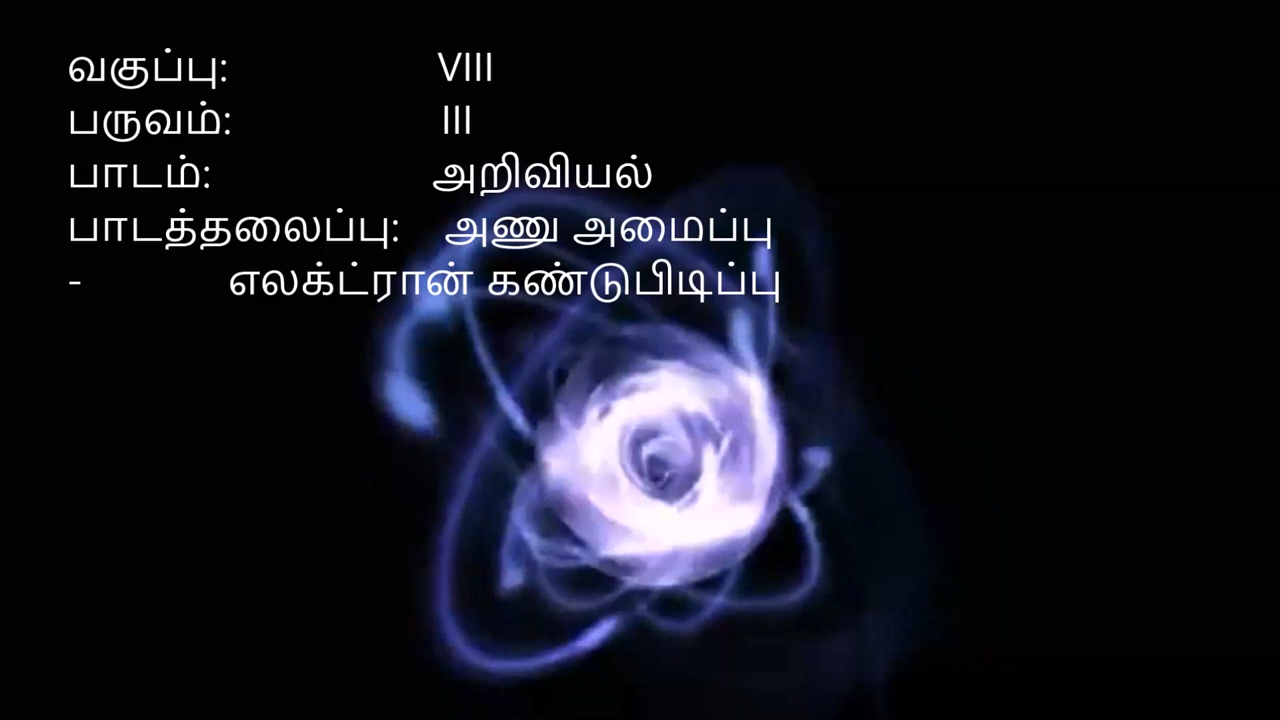 வகுப்பு: VIII
பருவம்: III
பாடம்: அறிவியல்
பாடத்தலைப்பு: அணு அமைப்பு
- எலக்ட்ரான் கண்டுபிடிப்பு